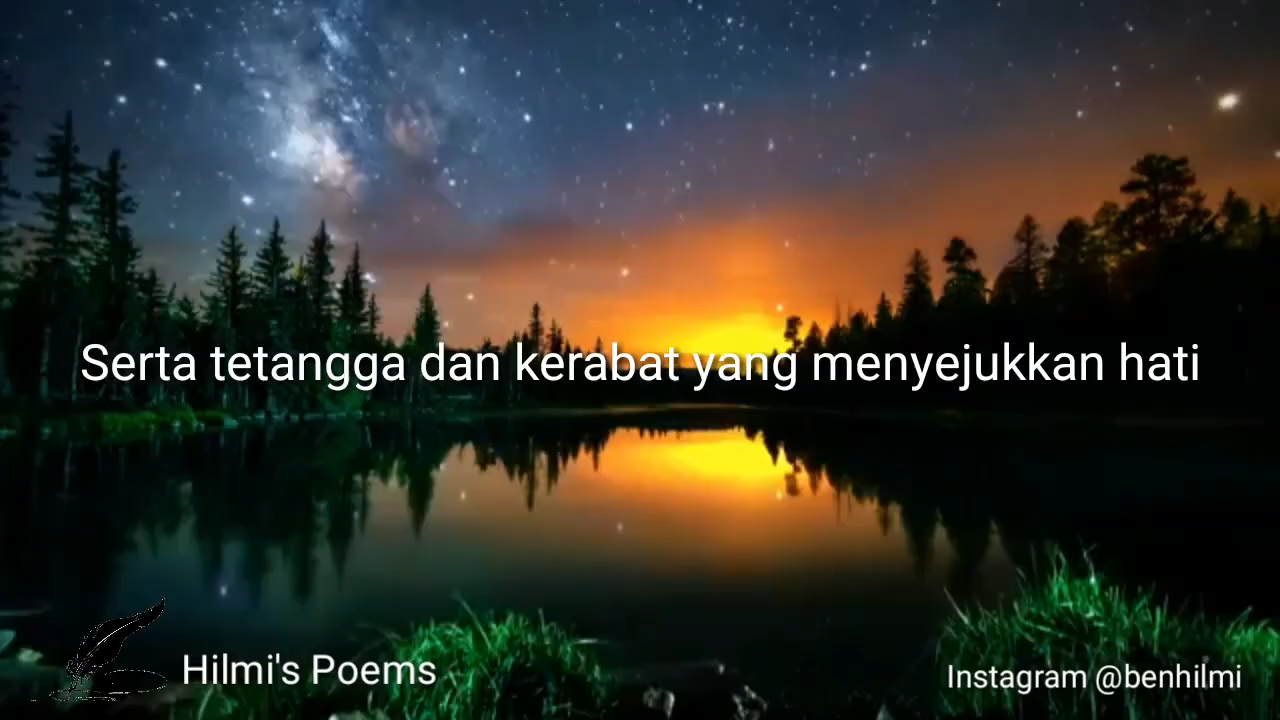 Serta tetangga dan kerabat yang menyejukkan hati
Hilmi's Poems
Instagram @benhilmi